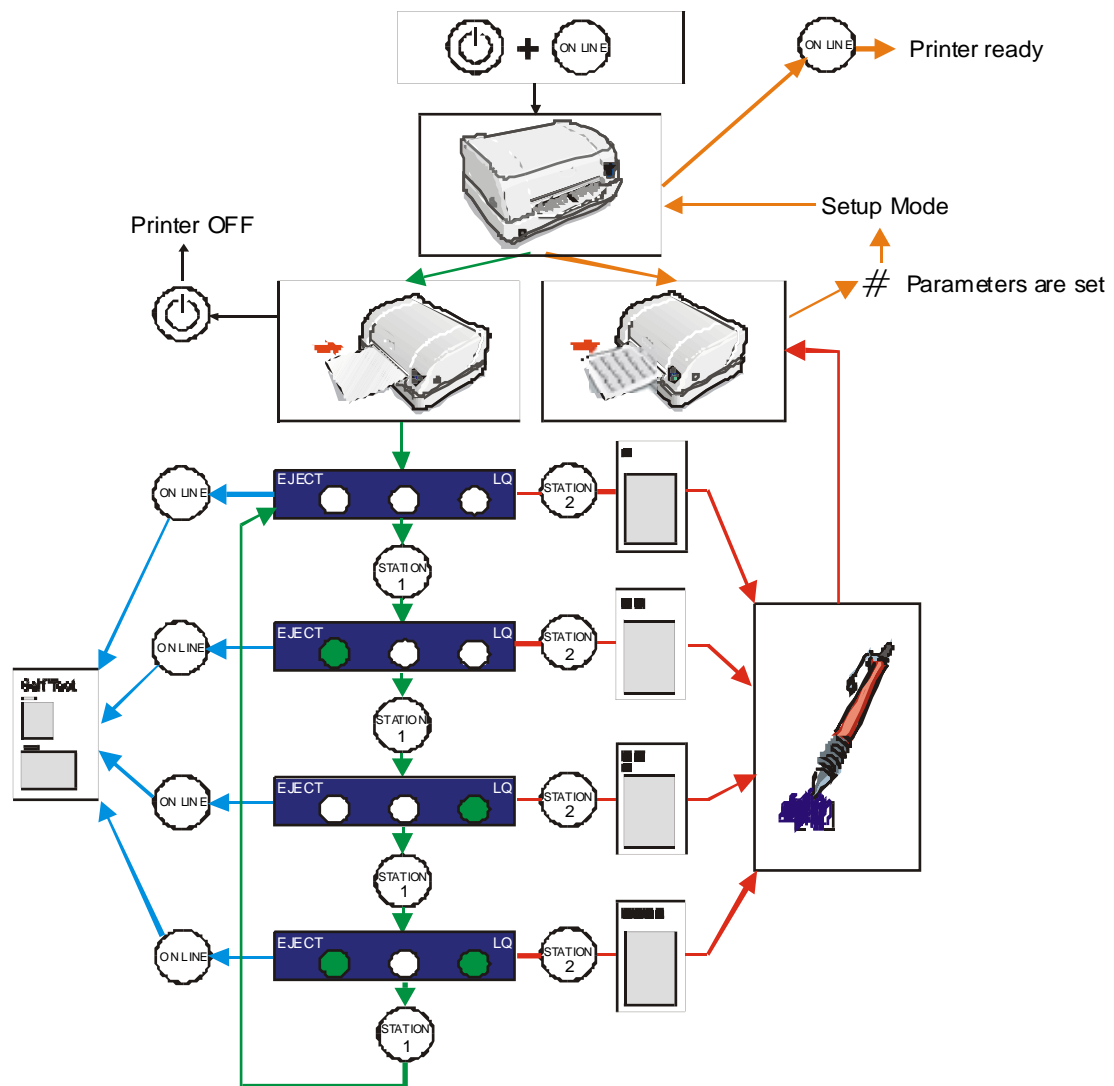 + ON LINE
ON LINE
Printer ready
Setup Mode
Printer OFF
# Parameters are set
EJECT LQ
ON LINE
STATION 2
STATION 1
EJECT LQ
ON LINE
STATION 2
STATION 1
EJECT LQ
ON LINE
STATION 2
STATION 1
EJECT LQ
ON LINE
STATION 2
STATION 1